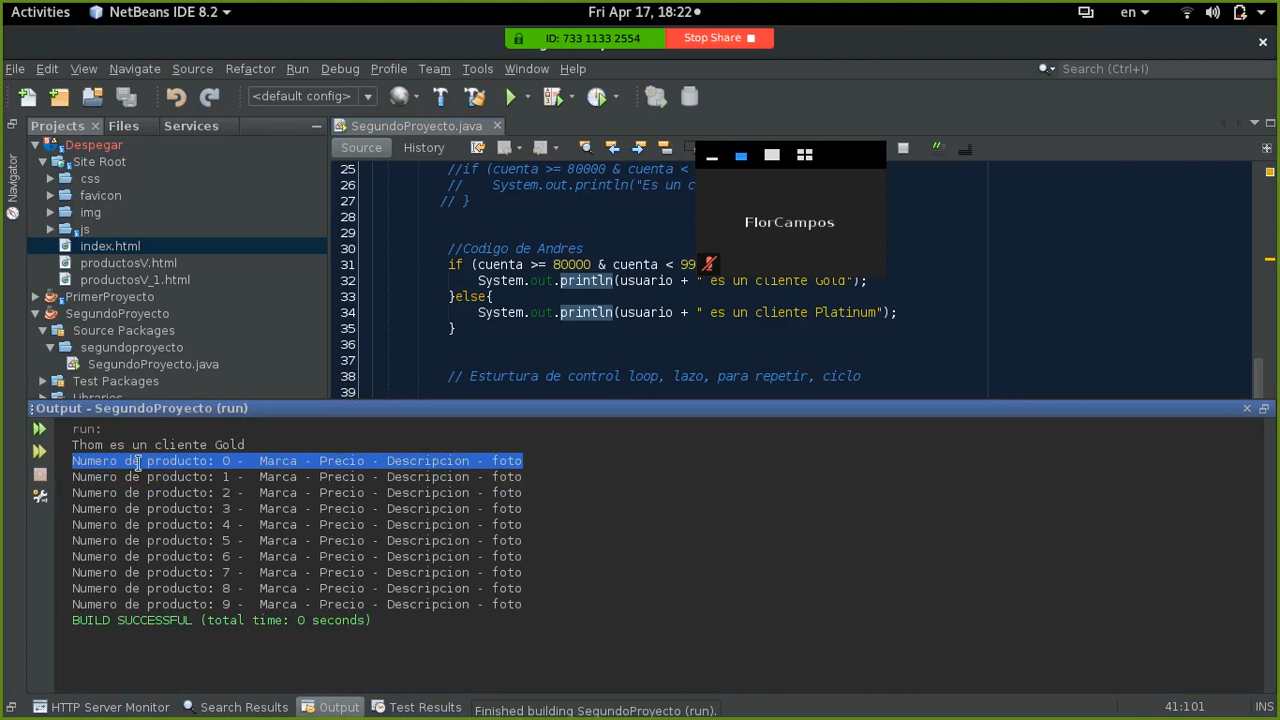 Activities NetBeans IDE 8.2 Fri Apr 17, 18:22 en
ID: 733 1133 2554 Stop Share
File Edit View Navigate Source Refactor Run Debug Profile Team Tools Window Help Search (Ctrl+I)
<default config>
Projects Files Services SegundoProyecto.java
Navigator
Despegar
Site Root
css
favicon
img
js
index.html
productosV.html
productosV_1.html
PrimerProyecto
SegundoProyecto
Source Packages
segundoproyecto
SegundoProyecto.java
Test Packages
Source History
25 //if (cuenta >= 80000 & cuenta <
26 // System.out.println("Es un c
27 // }
28
29
30 //Codigo de Andres
31 if (cuenta >= 80000 & cuenta < 99
32 System.out.println(usuario + " es un cliente Gold");
33 }else{
34 System.out.println(usuario + " es un cliente Platinum");
35 }
36
37
38 // Esturtura de control loop, lazo, para repetir, ciclo
39
FlorCampos
Output - SegundoProyecto (run)
run:
Thom es un cliente Gold
Numero de producto: 0 - Marca - Precio - Descripcion - foto
Numero de producto: 1 - Marca - Precio - Descripcion - foto
Numero de producto: 2 - Marca - Precio - Descripcion - foto
Numero de producto: 3 - Marca - Precio - Descripcion - foto
Numero de producto: 4 - Marca - Precio - Descripcion - foto
Numero de producto: 5 - Marca - Precio - Descripcion - foto
Numero de producto: 6 - Marca - Precio - Descripcion - foto
Numero de producto: 7 - Marca - Precio - Descripcion - foto
Numero de producto: 8 - Marca - Precio - Descripcion - foto
Numero de producto: 9 - Marca - Precio - Descripcion - foto
BUILD SUCCESSFUL (total time: 0 seconds)
HTTP Server Monitor Search Results Output Test Results Finished building SegundoProyecto (run). 41:101 INS